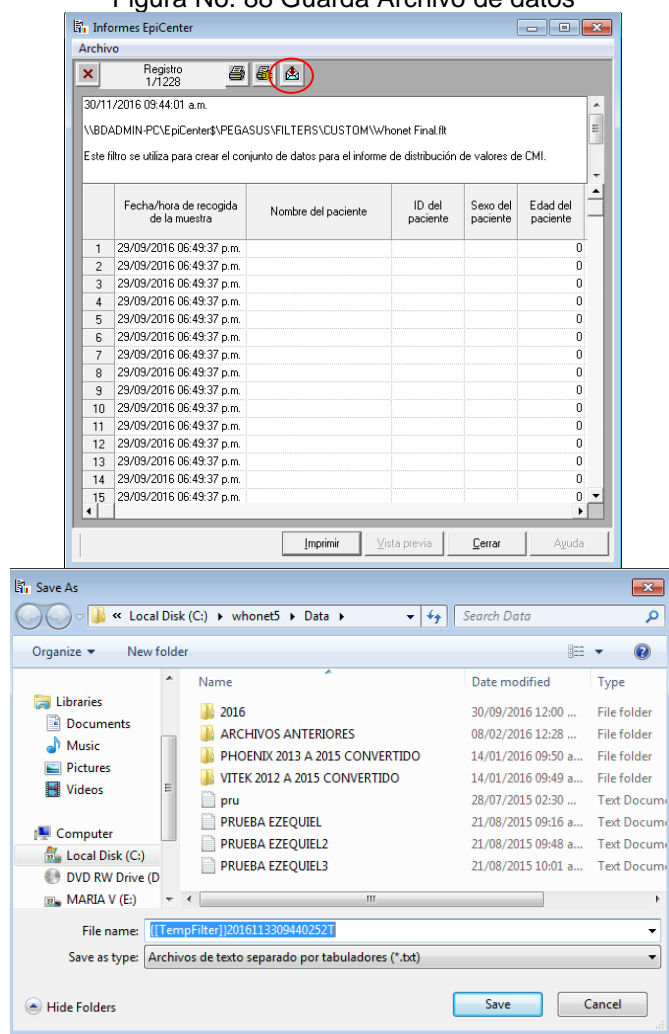 Figura No. 88 Guarda Archivo de datos
Informes EpiCenter
Archivo
Registro
1/1228
30/11/2016 09:44:01 a.m.
\\BDADMIN-PC\EpiCenter$\PEGASUS\FILTERS\CUSTOM\Whonet Final.flt
Este filtro se utiliza para crear el conjunto de datos para el informe de distribución de valores de CMI.
Fecha/hora de recogida de la muestra Nombre del paciente ID del paciente Sexo del paciente Edad del paciente
1 29/09/2016 06:49:37 p.m. 0
2 29/09/2016 06:49:37 p.m. 0
3 29/09/2016 06:49:37 p.m. 0
4 29/09/2016 06:49:37 p.m. 0
5 29/09/2016 06:49:37 p.m. 0
6 29/09/2016 06:49:37 p.m. 0
7 29/09/2016 06:49:37 p.m. 0
8 29/09/2016 06:49:37 p.m. 0
9 29/09/2016 06:49:37 p.m. 0
10 29/09/2016 06:49:37 p.m. 0
11 29/09/2016 06:49:37 p.m. 0
12 29/09/2016 06:49:37 p.m. 0
13 29/09/2016 06:49:37 p.m. 0
14 29/09/2016 06:49:37 p.m. 0
15 29/09/2016 06:49:37 p.m. 0
Imprimir Vista previa Cerrar Ayuda
Save As
« Local Disk (C:) ▸ whonet5 ▸ Data ▸ Search Data
Organize New folder
Name Date modified Type
Libraries
Documents
Music
Pictures
Videos
Computer
Local Disk (C:)
DVD RW Drive (D
MARIA V (E:)
2016 30/09/2016 12:00 ... File folder
ARCHIVOS ANTERIORES 08/02/2016 12:28 ... File folder
PHOENIX 2013 A 2015 CONVERTIDO 14/01/2016 09:50 a... File folder
VITEK 2012 A 2015 CONVERTIDO 14/01/2016 09:49 a... File folder
pru 28/07/2015 02:30 ... Text Docum
PRUEBA EZEQUIEL 21/08/2015 09:16 a... Text Docum
PRUEBA EZEQUIEL2 21/08/2015 09:48 a... Text Docum
PRUEBA EZEQUIEL3 21/08/2015 10:01 a... Text Docum
File name: {[TempFilter]}2016113309440252T
Save as type: Archivos de texto separado por tabuladores (*.txt)
Hide Folders Save Cancel